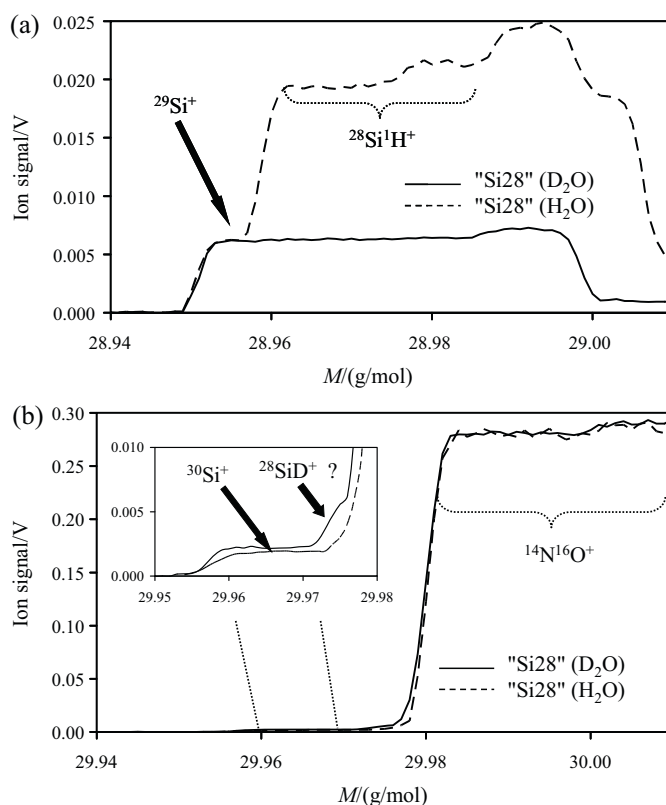 (a)
0.025
0.020
0.015
0.010
0.005
0.000
Ion signal/V
²⁹Si⁺
²⁸Si¹H⁺
"Si28" (D₂O)
"Si28" (H₂O)
28.94 28.96 28.98 29.00
M/(g/mol)
(b)
0.30
0.25
0.20
0.15
0.10
0.05
0.00
Ion signal/V
0.010
0.005
0.000
³⁰Si⁺
²⁸SiD⁺ ?
29.95 29.96 29.97 29.98
¹⁴N¹⁶O⁺
"Si28" (D₂O)
"Si28" (H₂O)
29.94 29.96 29.98 30.00
M/(g/mol)